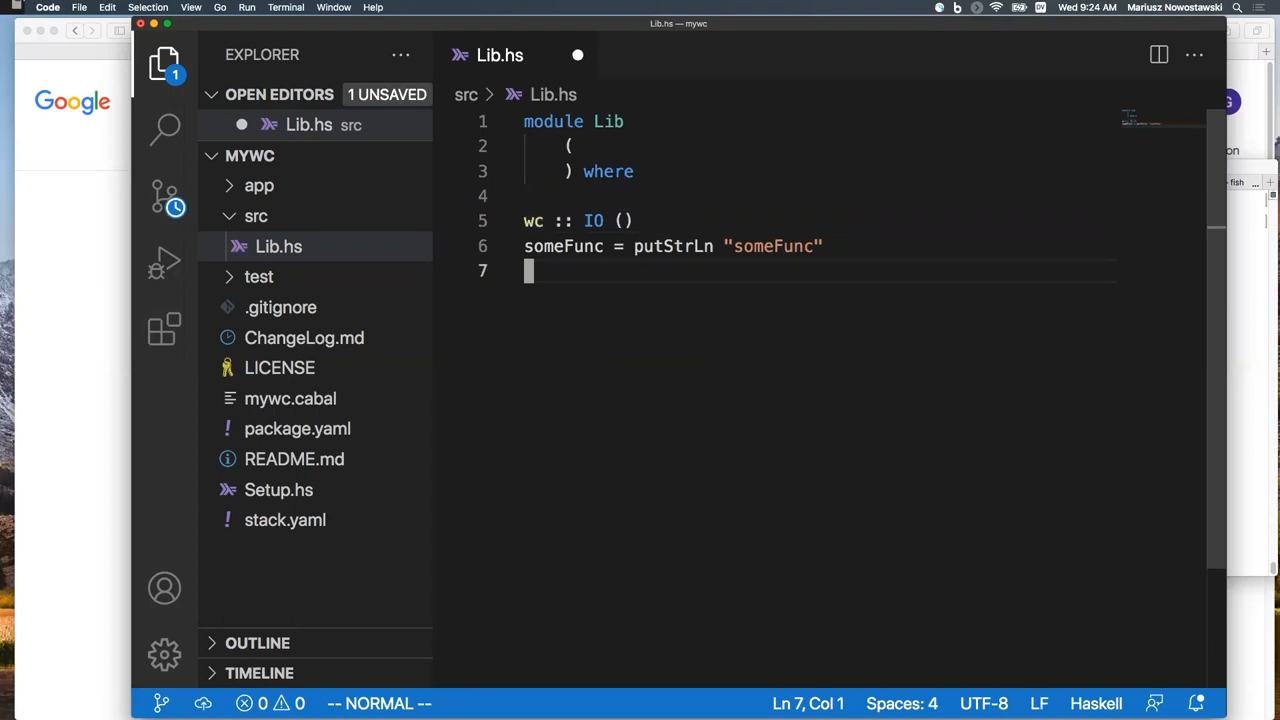 Code File Edit Selection View Go Run Terminal Window Help
DV Wed 9:24 AM Mariusz Nowostawski
Lib.hs — mywc
Google
EXPLORER
Lib.hs
OPEN EDITORS 1 UNSAVED
1
Lib.hs src
src Lib.hs
MYWC
app
src
Lib.hs
test
.gitignore
ChangeLog.md
LICENSE
mywc.cabal
package.yaml
README.md
Setup.hs
stack.yaml
OUTLINE
TIMELINE
1 module Lib
2 (
3 ) where
4
5 wc :: IO ()
6 someFunc = putStrLn "someFunc"
7
G
on
fish ...
0 0 -- NORMAL -- Ln 7, Col 1 Spaces: 4 UTF-8 LF Haskell